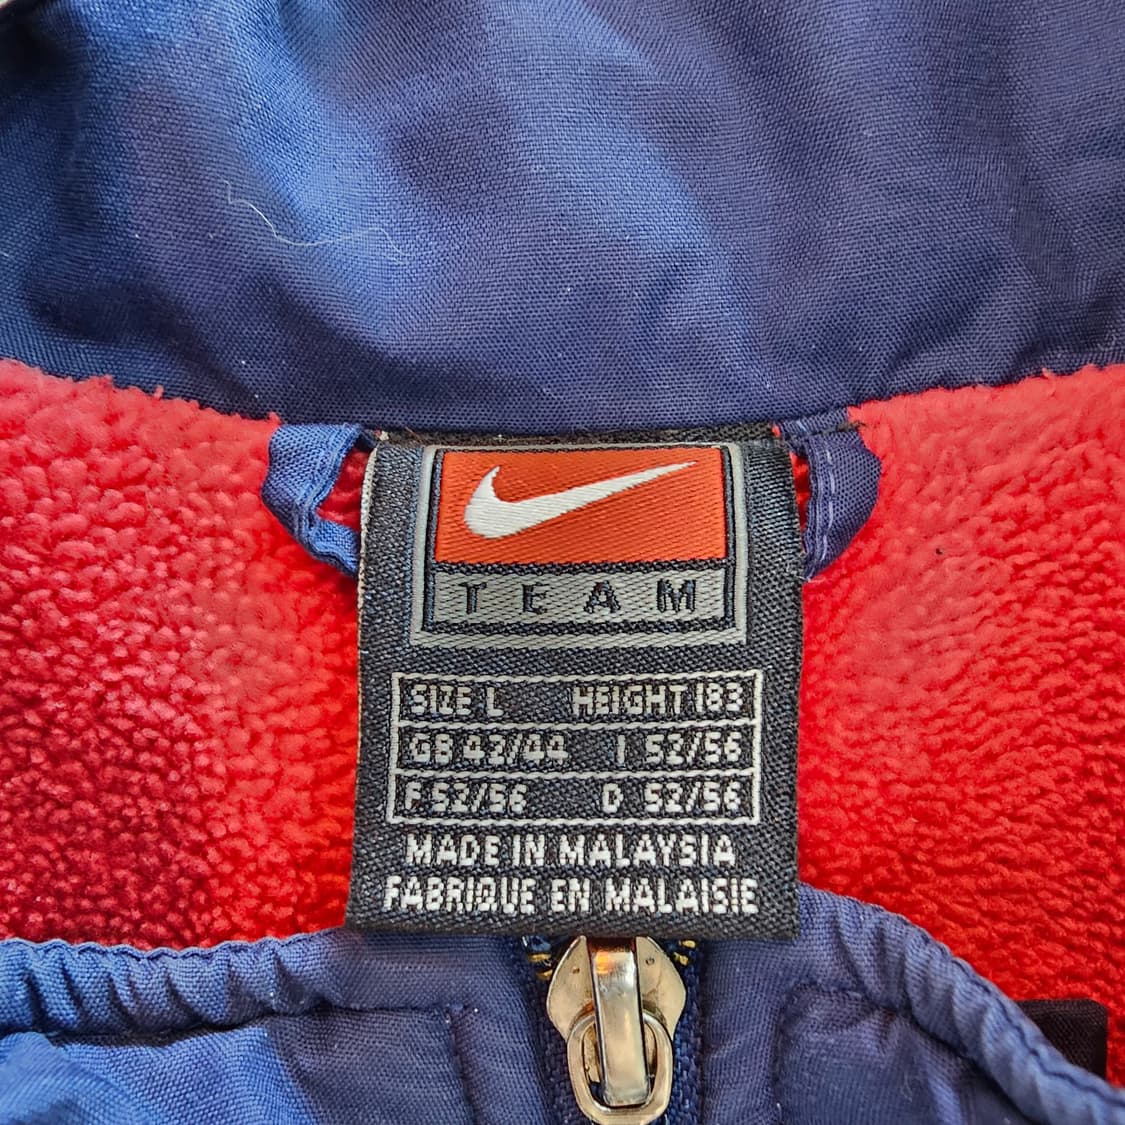 TEAM
SIZE L HEIGHT 183
GB 42/44 I 52/56
F 52/56 D 52/56
MADE IN MALAYSIA
FABRIQUE EN MALAISIE